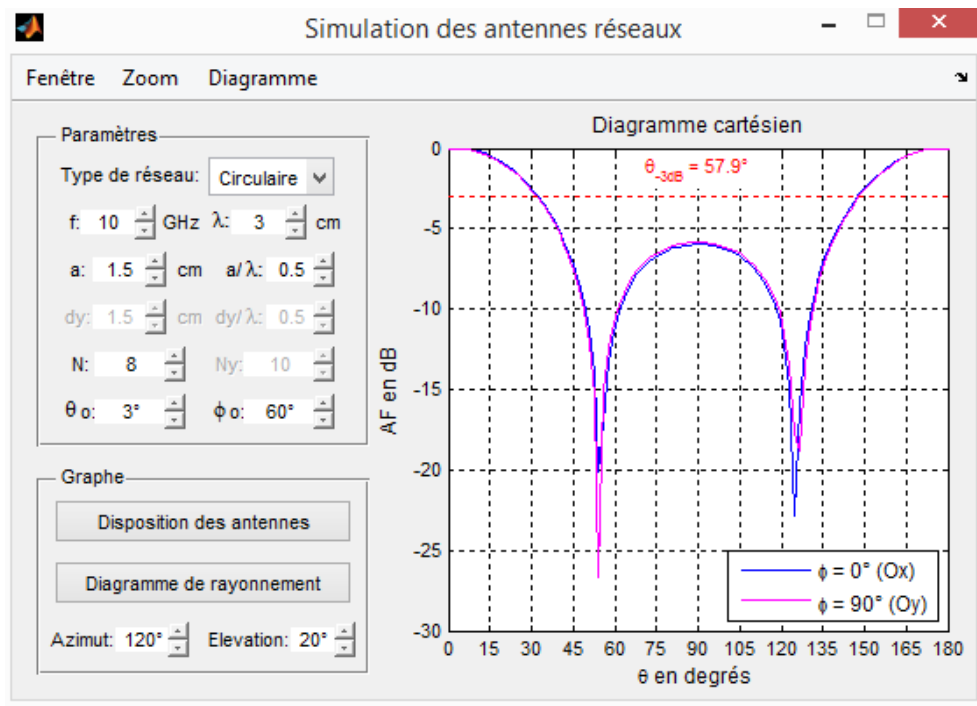 Simulation des antennes réseaux
Fenêtre Zoom Diagramme
Paramètres
Type de réseau: Circulaire
f: 10 GHz λ: 3 cm
a: 1.5 cm a/λ: 0.5
dy: 1.5 cm dy/λ: 0.5
N: 8 Ny: 10
θo: 3° ϕo: 60°
Graphe
Disposition des antennes
Diagramme de rayonnement
Azimut: 120° Elevation: 20°
Diagramme cartésien
θ-3dB = 57.9°
AF en dB
0
-5
-10
-15
-20
-25
-30
ϕ = 0° (Ox)
ϕ = 90° (Oy)
0 15 30 45 60 75 90 105 120 135 145 165 180
θ en degrés